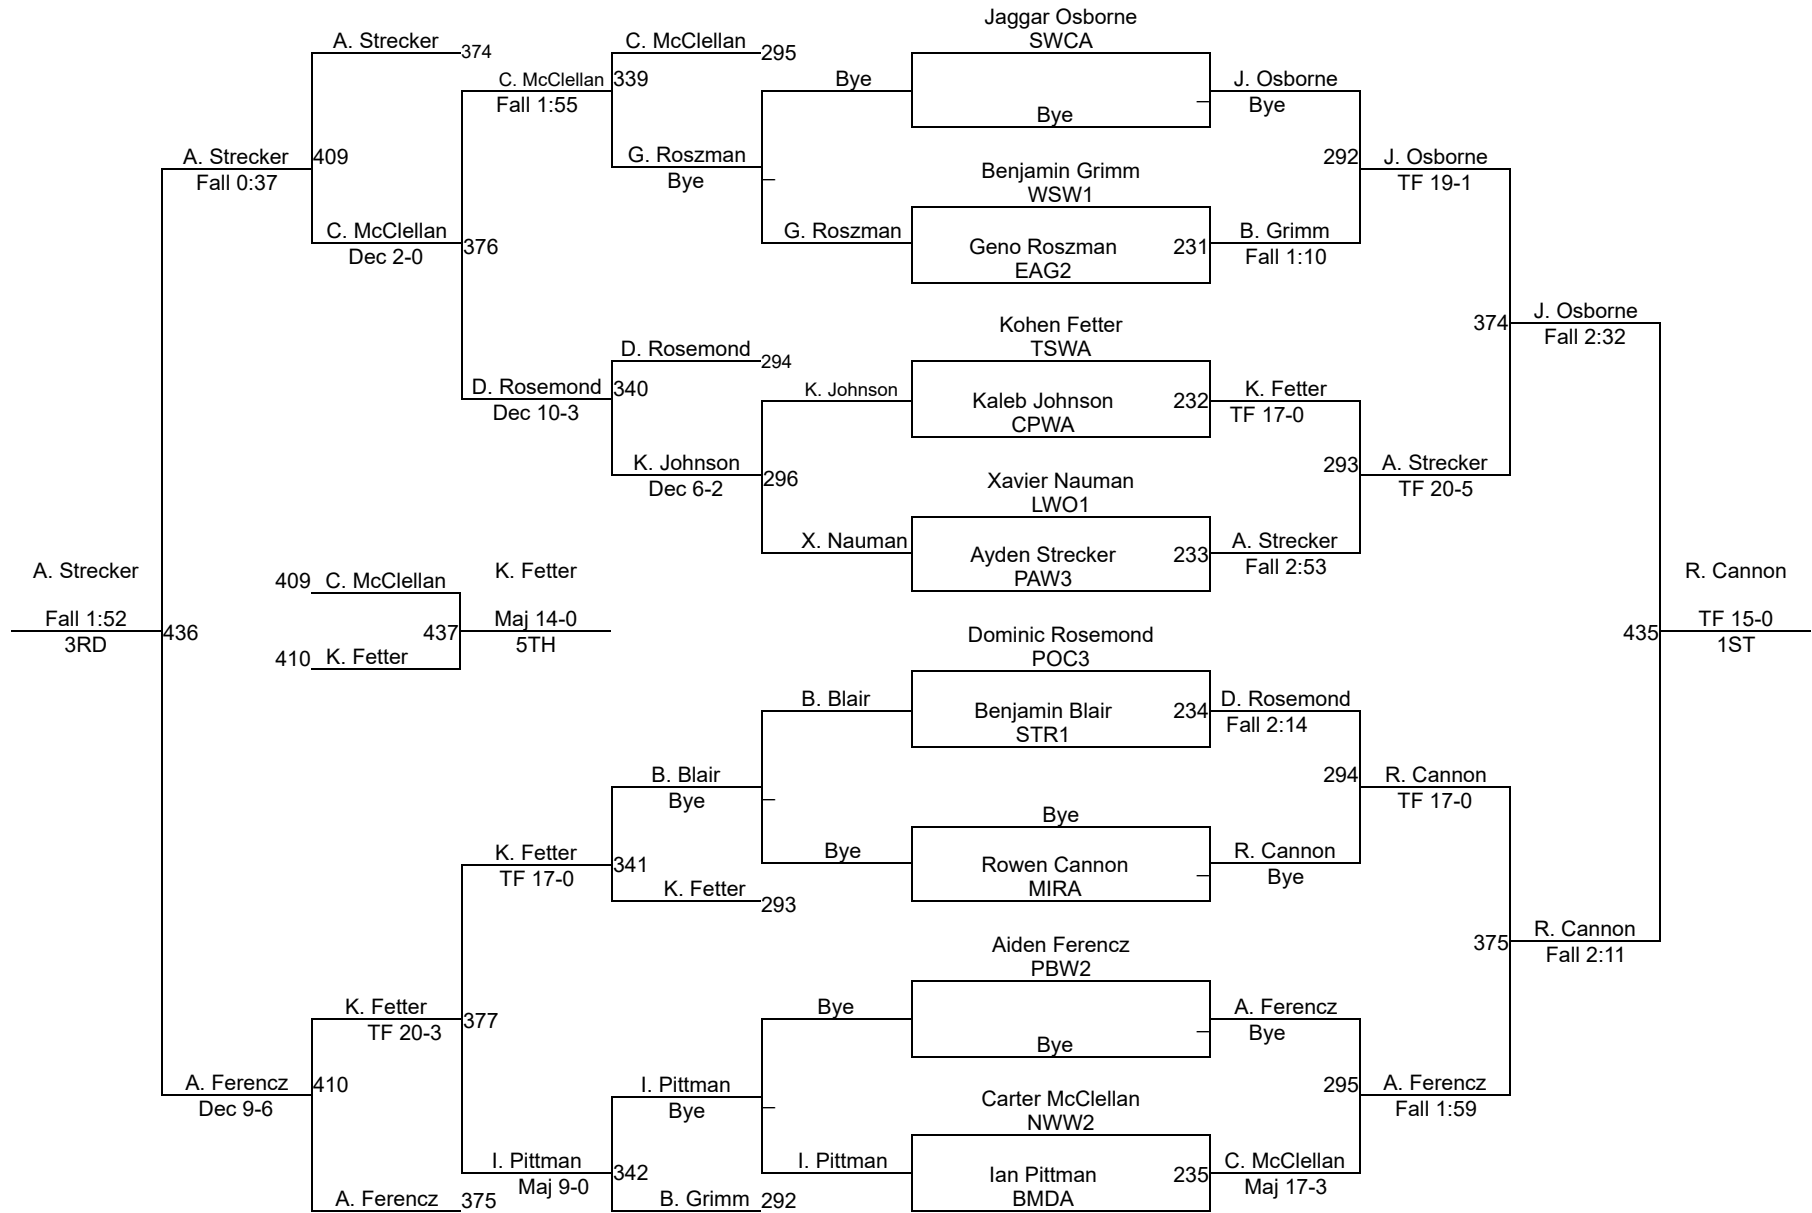 Jaggar Osborne
A. Strecker 374 C. McClellan 295 SWCA
C. McClellan 339 Bye J. Osborne
Fall 1:55 Bye Bye
A. Strecker 409 G. Roszman 292 J. Osborne
Fall 0:37 Bye Benjamin Grimm TF 19-1
WSW1
C. McClellan 376 G. Roszman Geno Roszman 231 B. Grimm
Dec 2-0 EAG2 Fall 1:10
Kohen Fetter 374 J. Osborne
D. Rosemond 294 TSWA Fall 2:32
D. Rosemond 340 K. Johnson Kaleb Johnson 232 K. Fetter
Dec 10-3 CPWA TF 17-0
K. Johnson 296 Xavier Nauman 293 A. Strecker
Dec 6-2 LWO1 TF 20-5
X. Nauman Ayden Strecker 233 A. Strecker
PAW3 Fall 2:53
A. Strecker 409 C. McClellan K. Fetter R. Cannon
Fall 1:52 436 437 Maj 14-0 Dominic Rosemond 435 TF 15-0
3RD 410 K. Fetter 5TH POC3 1ST
B. Blair Benjamin Blair 234 D. Rosemond
STR1 Fall 2:14
B. Blair 294 R. Cannon
Bye Bye TF 17-0
K. Fetter 341 Bye Rowen Cannon R. Cannon
TF 17-0 K. Fetter 293 MIRA Bye
Aiden Ferencz 375 R. Cannon
PBW2 Fall 2:11
K. Fetter 377 Bye A. Ferencz
TF 20-3 Bye Bye
A. Ferencz 410 I. Pittman 295 A. Ferencz
Dec 9-6 Bye Carter McClellan Fall 1:59
NWW2
I. Pittman 342 I. Pittman Ian Pittman 235 C. McClellan
A. Ferencz 375 Maj 9-0 B. Grimm 292 BMDA Maj 17-3